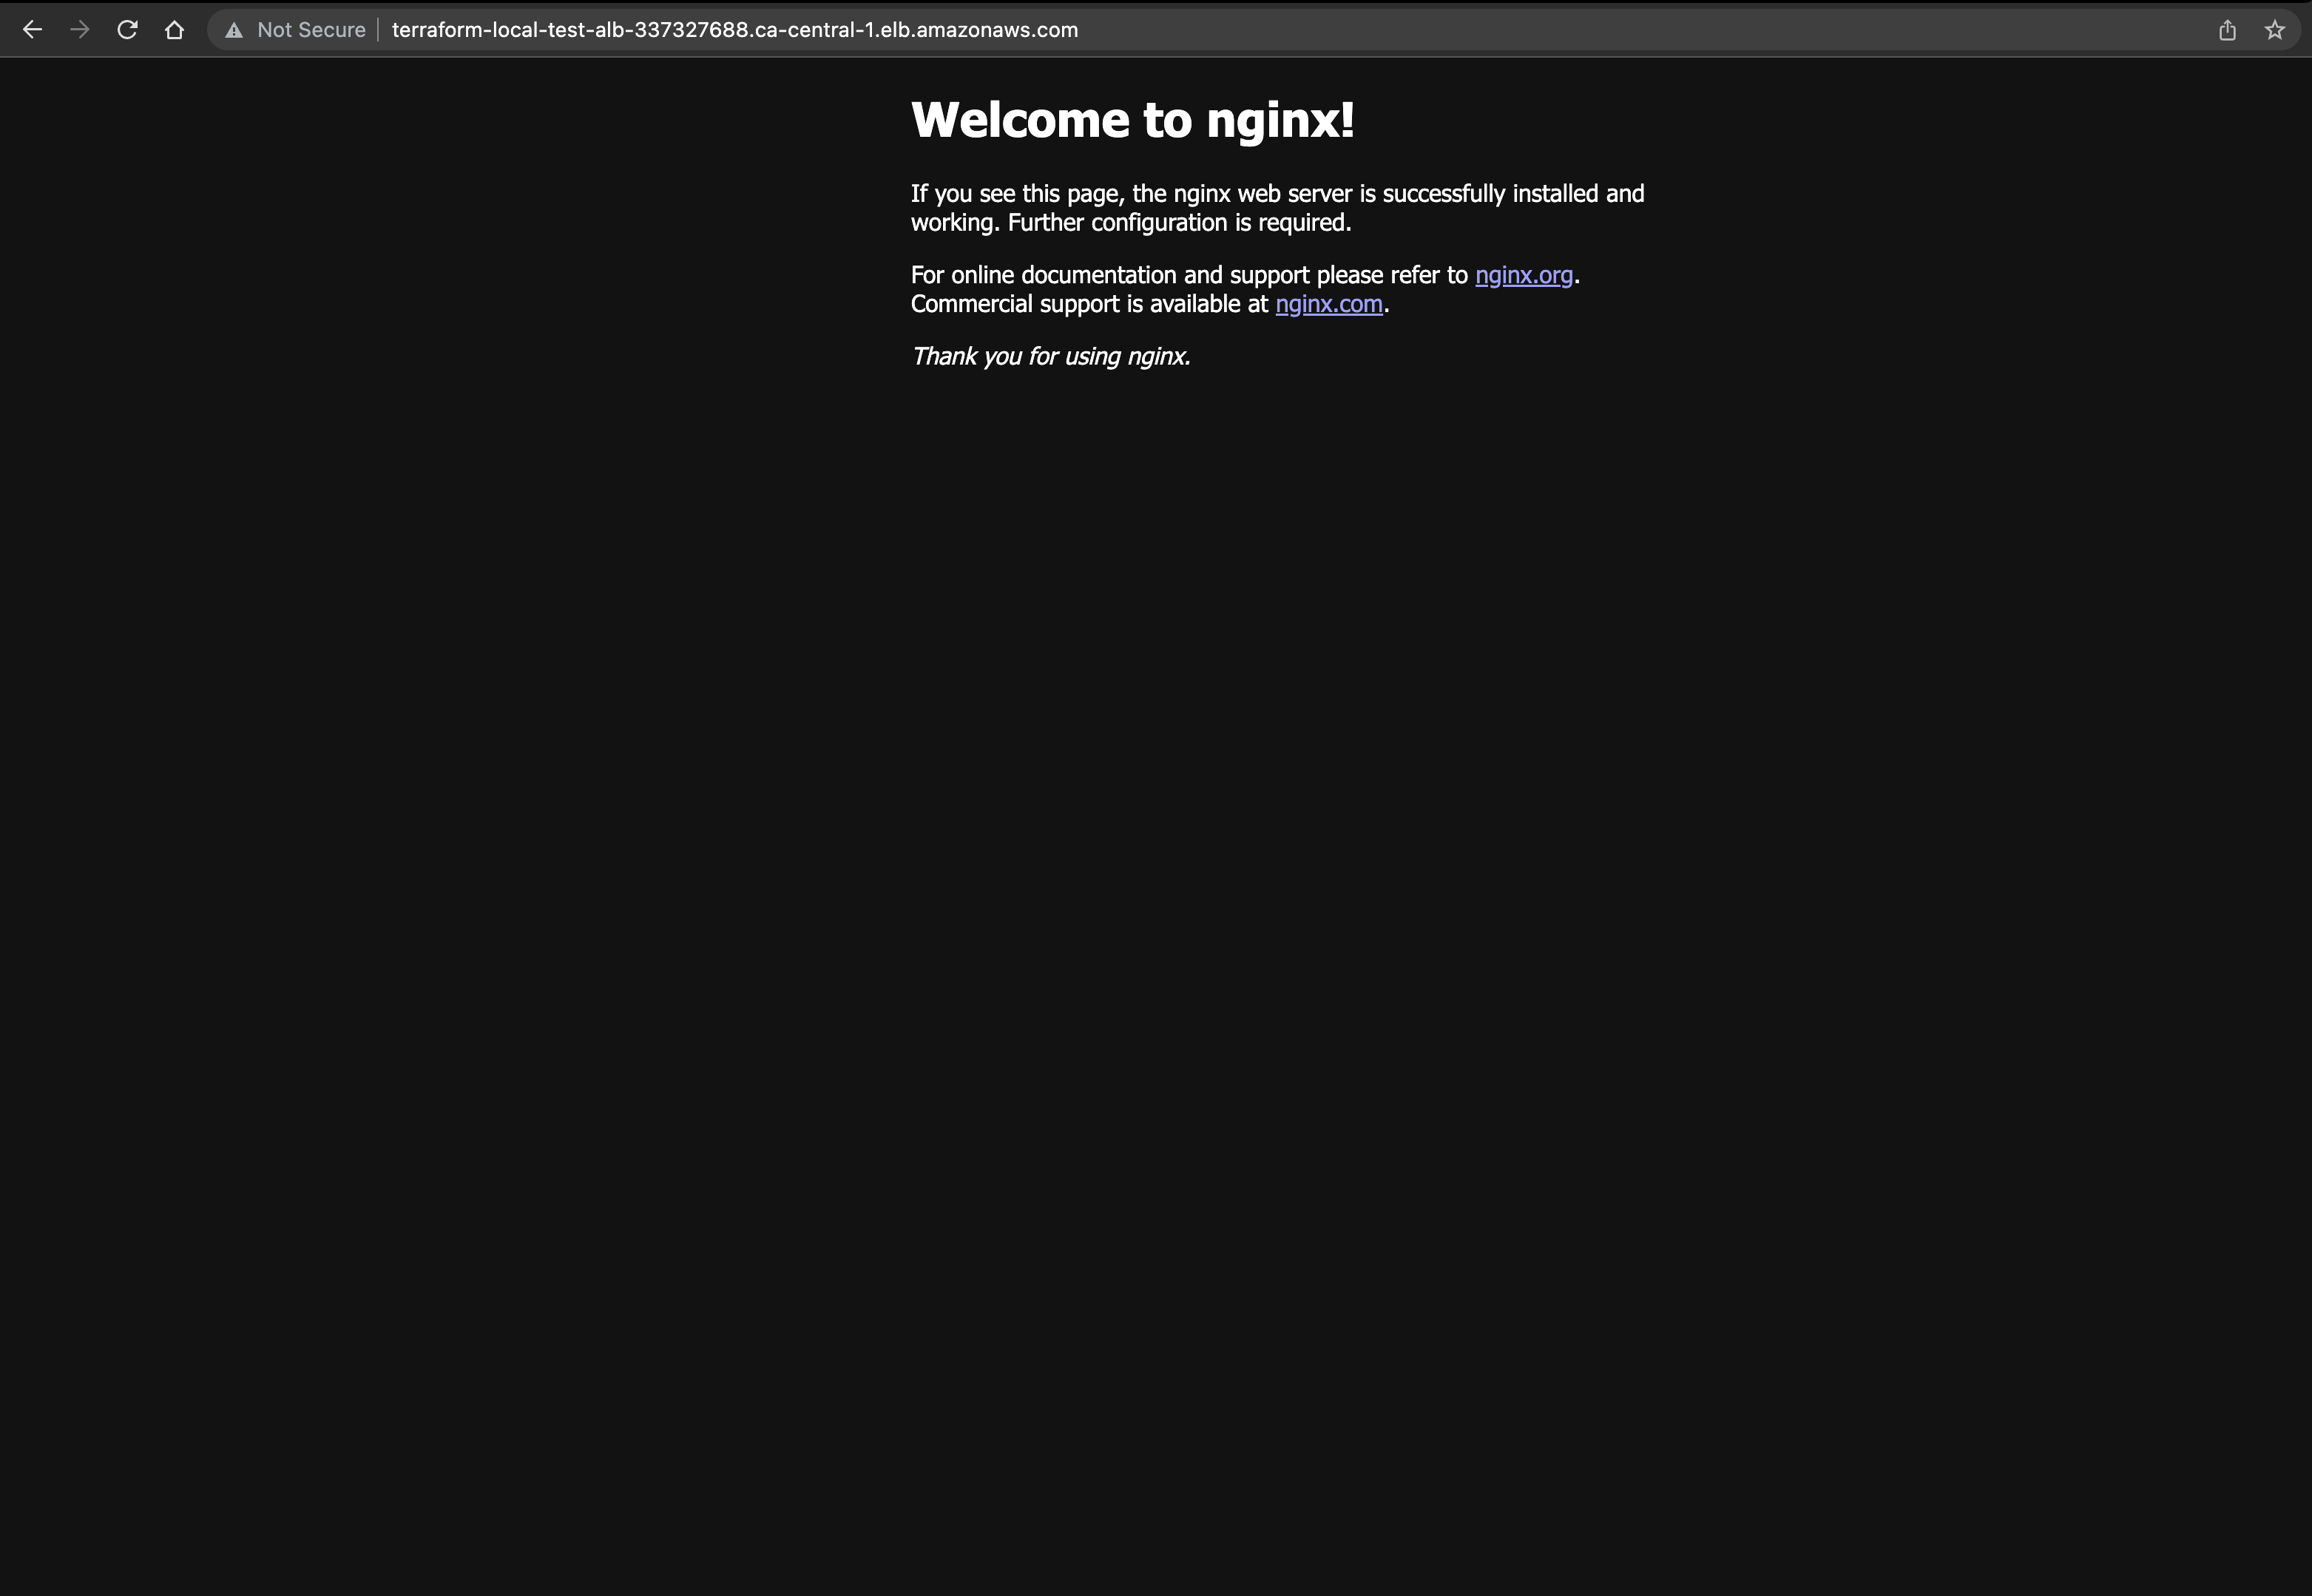 Not Secure
terraform-local-test-alb-337327688.ca-central-1.elb.amazonaws.com
Welcome to nginx!
If you see this page, the nginx web server is successfully installed and
working. Further configuration is required.
For online documentation and support please refer to nginx.org.
Commercial support is available at nginx.com.
Thank you for using nginx.